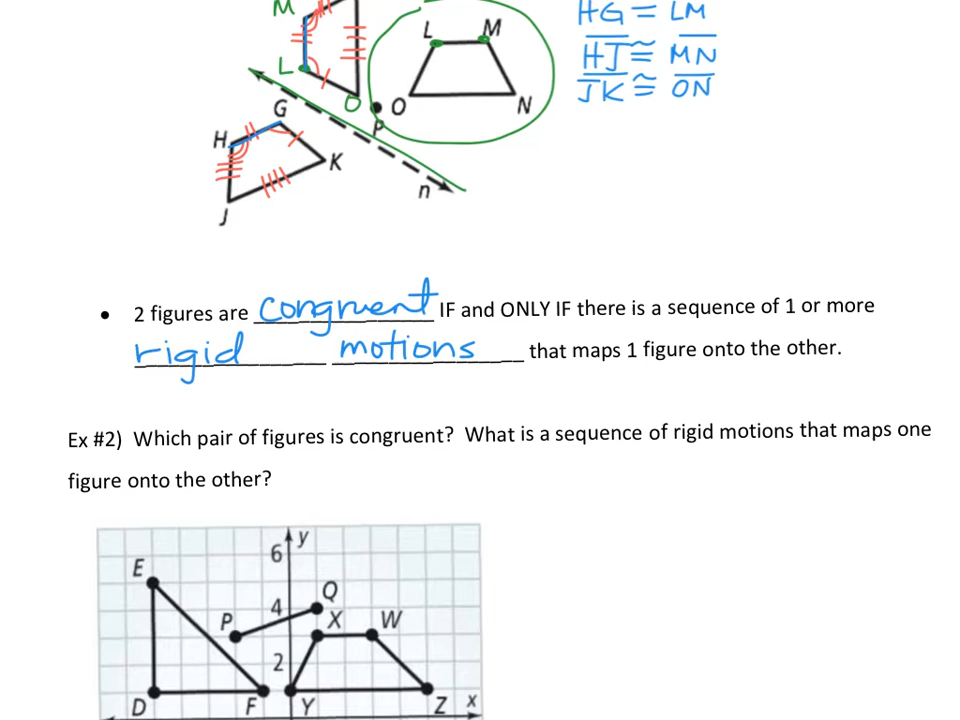 M
HG = LM
L M
HJ ≅ MN
L
JK ≅ ON
O O N
G P
H
K
n
J
• 2 figures are congruent IF and ONLY IF there is a sequence of 1 or more
rigid motions that maps 1 figure onto the other.
Ex #2) Which pair of figures is congruent? What is a sequence of rigid motions that maps one
figure onto the other?
6 y
E
Q
4
P X W
2
D F Y Z x